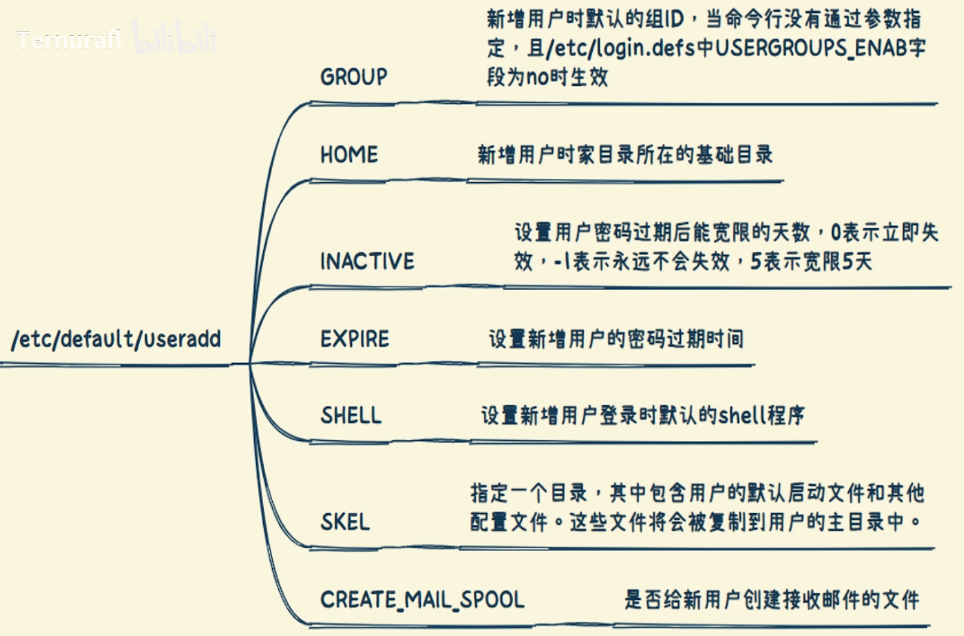 Ternurafl bilibili
新增用户时默认的组ID，当命令行没有通过参数指
定，且/etc/login.defs中USERGROUPS_ENAB字
段为no时生效
GROUP
HOME
新增用户时家目录所在的基础目录
设置用户密码过期后能宽限的天数，0表示立即失
效，-1表示永远不会失效，5表示宽限5天
INACTIVE
/etc/default/useradd
EXPIRE
设置新增用户的密码过期时间
SHELL
设置新增用户登录时默认的shell程序
指定一个目录，其中包含用户的默认启动文件和其他
配置文件。这些文件将会被复制到用户的主目录中。
SKEL
CREATE_MAIL_SPOOL
是否给新用户创建接收邮件的文件